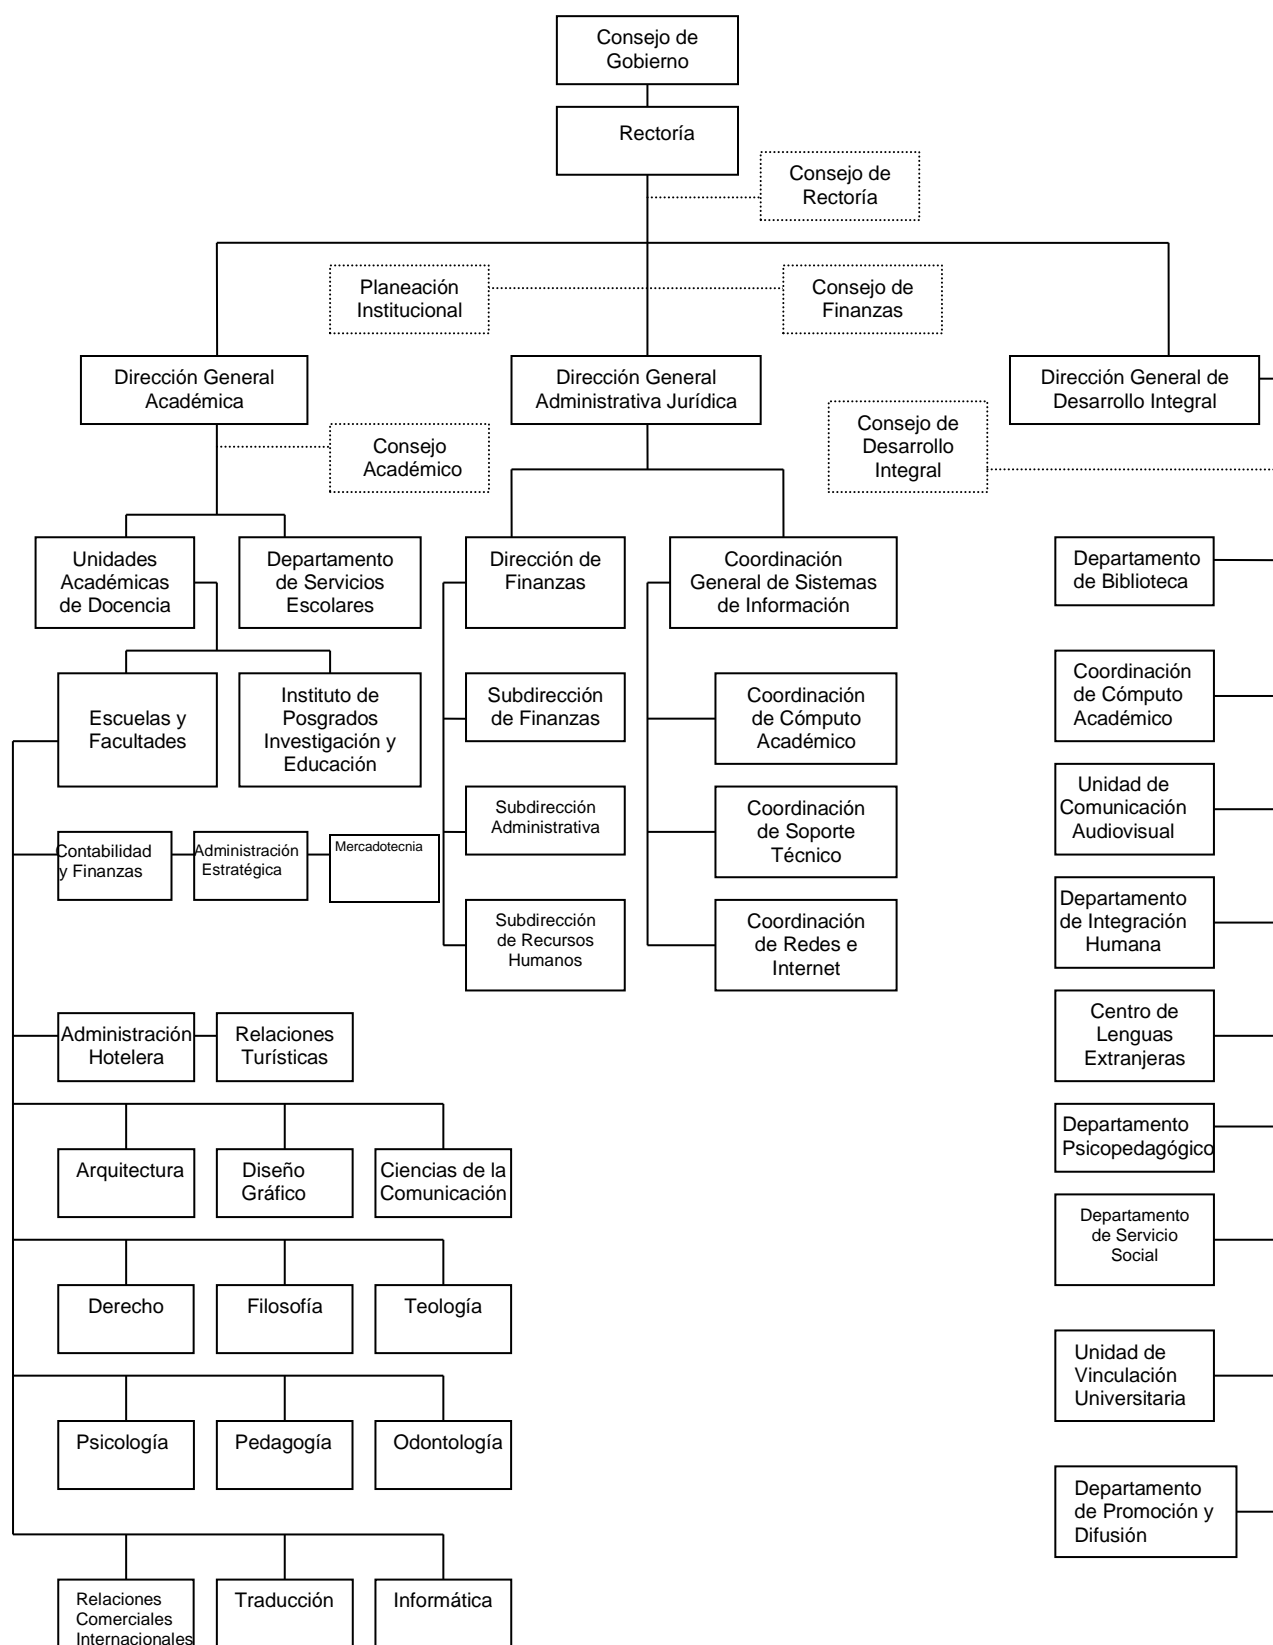 Consejo de
Gobierno
Rectoría
Consejo de
Rectoría
Planeación
Institucional
Consejo de
Finanzas
Dirección General
Académica
Dirección General
Administrativa Jurídica
Dirección General de
Desarrollo Integral
Consejo
Académico
Consejo de
Desarrollo
Integral
Unidades
Académicas
de Docencia
Departamento
de Servicios
Escolares
Dirección de
Finanzas
Coordinación
General de Sistemas
de Información
Departamento
de Biblioteca
Escuelas y
Facultades
Instituto de
Posgrados
Investigación y
Educación
Subdirección
de Finanzas
Coordinación
de Cómputo
Académico
Coordinación
de Cómputo
Académico
Contabilidad
y Finanzas
Administración
Estratégica
Mercadotecnia
Subdirección
Administrativa
Coordinación
de Soporte
Técnico
Unidad de
Comunicación
Audiovisual
Subdirección
de Recursos
Humanos
Coordinación
de Redes e
Internet
Departamento
de Integración
Humana
Administración
Hotelera
Relaciones
Turísticas
Centro de
Lenguas
Extranjeras
Arquitectura
Diseño
Gráfico
Ciencias de la
Comunicación
Departamento
Psicopedagógico
Departamento
de Servicio
Social
Derecho
Filosofía
Teología
Unidad de
Vinculación
Universitaria
Psicología
Pedagogía
Odontología
Departamento
de Promoción y
Difusión
Relaciones
Comerciales
Internacionales
Traducción
Informática